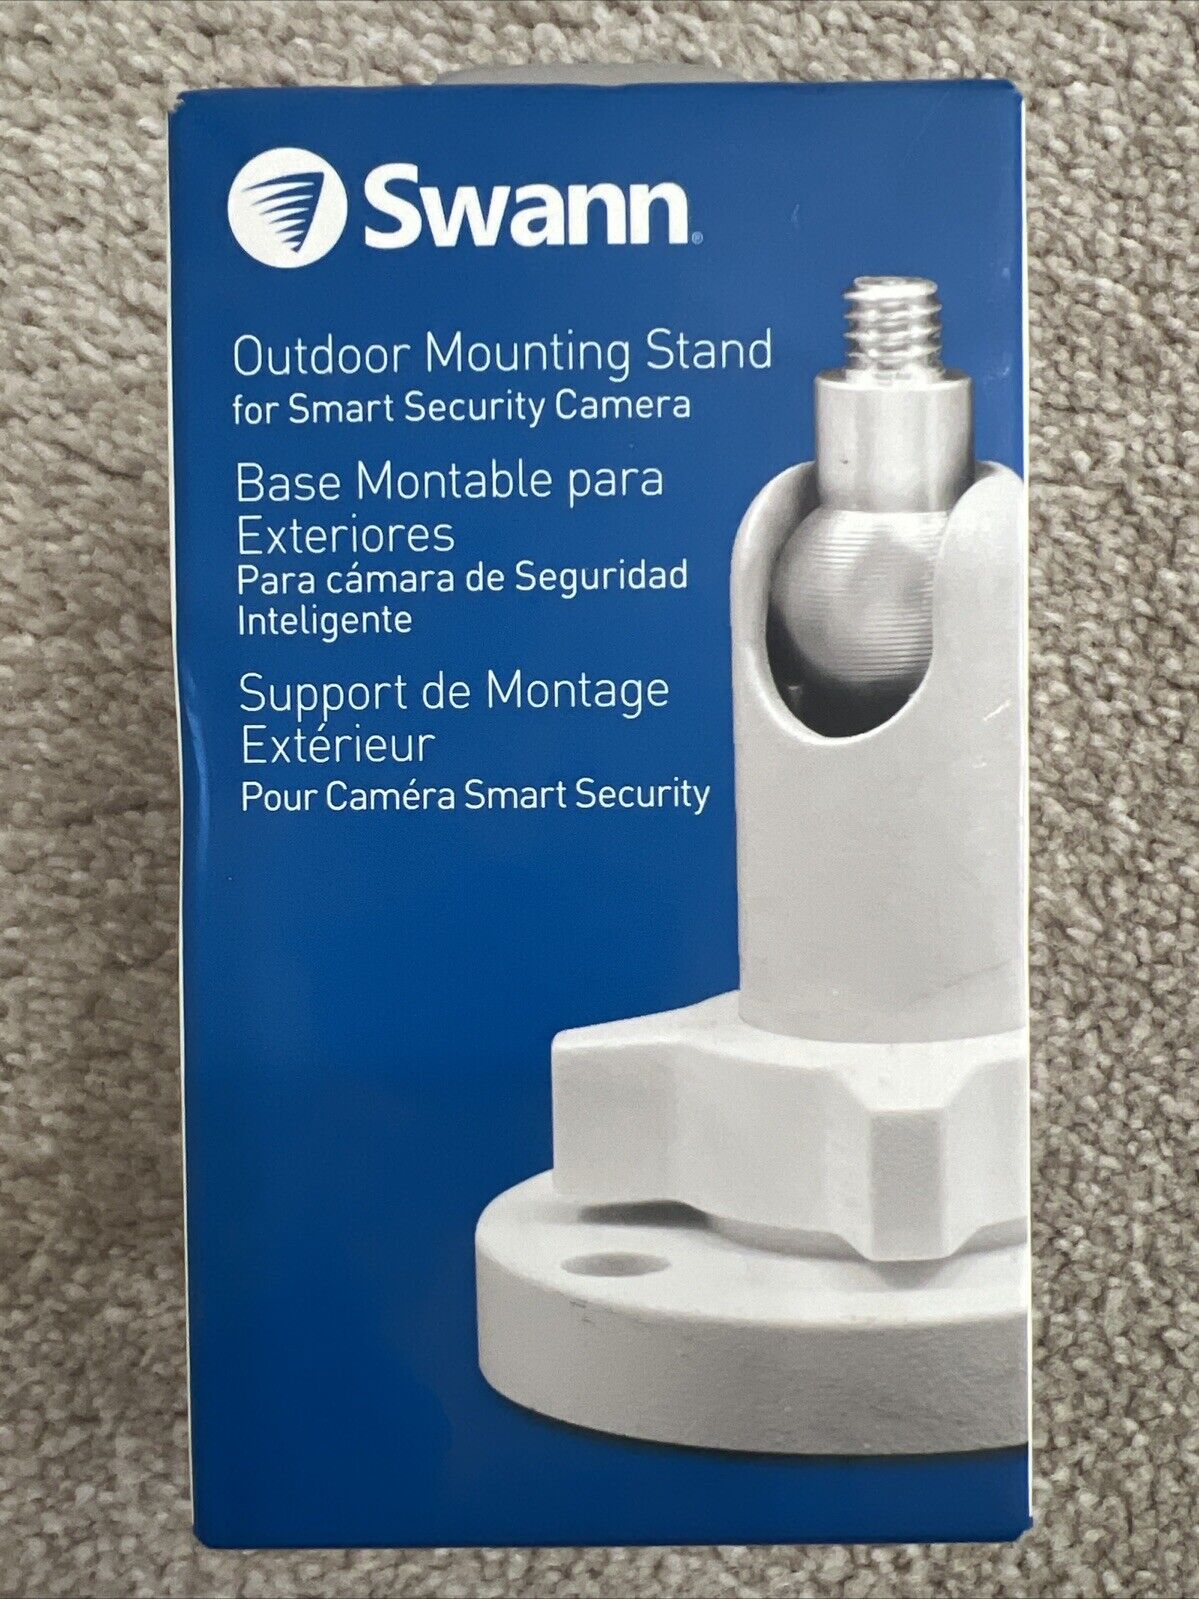 Swann®
Outdoor Mounting Stand
for Smart Security Camera
Base Montable para
Exteriores
Para cámara de Seguridad
Inteligente
Support de Montage
Extérieur
Pour Caméra Smart Security